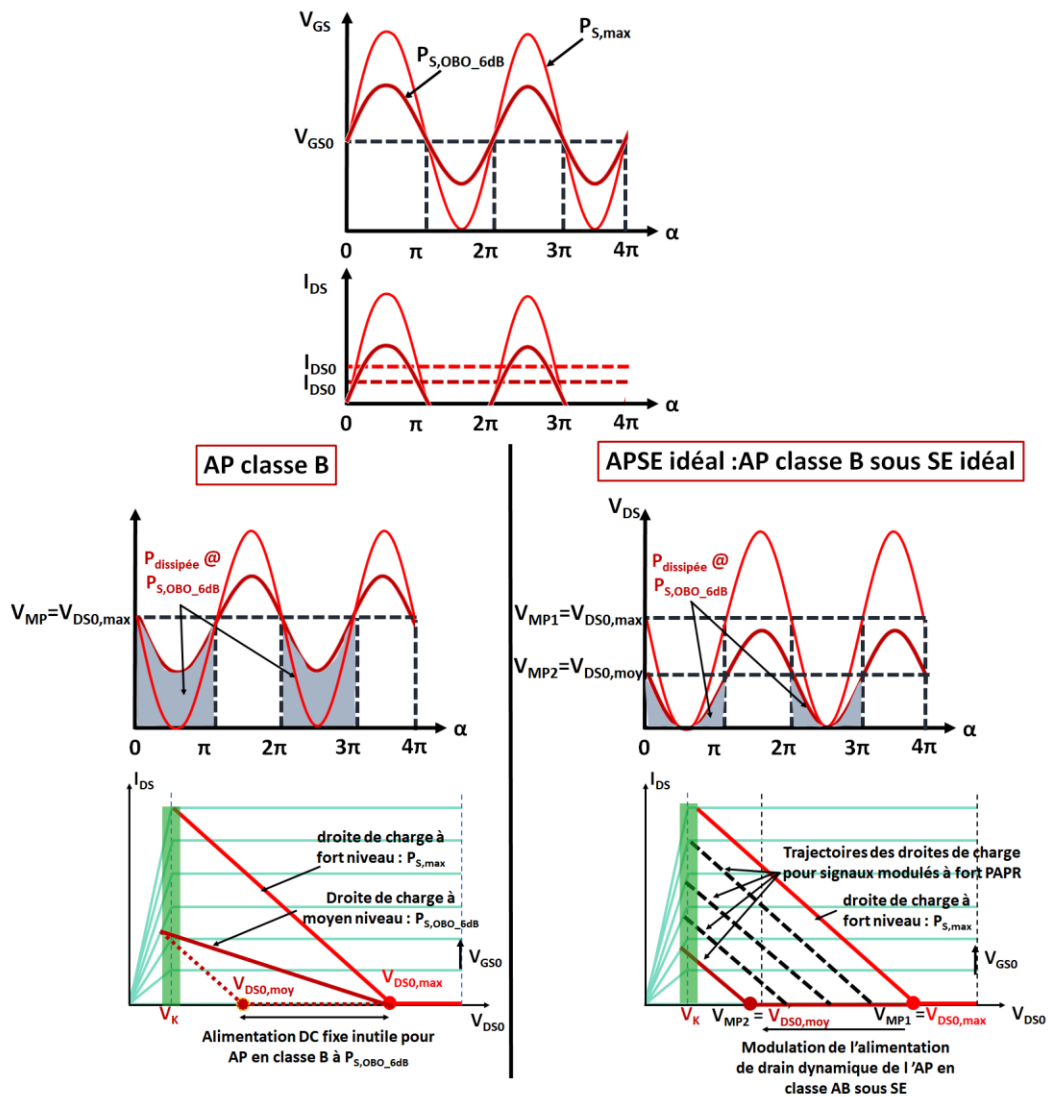 V_GS
P_S,max
P_S,OBO_6dB
V_GS0
0 π 2π 3π 4π α
I_DS
I_DS0
I_DS0
0 π 2π 3π 4π α
AP classe B
P_dissipée @
P_S,OBO_6dB
V_MP=V_DS0,max
0 π 2π 3π 4π α
I_DS
droite de charge à
fort niveau : P_S,max
Droite de charge à
moyen niveau : P_S,OBO_6dB
V_GS0
V_DS0,moy
V_DS0,max
V_K
V_DS0
Alimentation DC fixe inutile pour
AP en classe B à P_S,OBO_6dB
APSE idéal :AP classe B sous SE idéal
V_DS
P_dissipée @
P_S,OBO_6dB
V_MP1=V_DS0,max
V_MP2=V_DS0,moy
0 π 2π 3π 4π α
I_DS
Trajectoires des droites de charge
pour signaux modulés à fort PAPR
droite de charge à
fort niveau : P_S,max
V_GS0
V_K V_MP2 = V_DS0,moy V_MP1 = V_DS0,max V_DS0
Modulation de l'alimentation
de drain dynamique de l 'AP en
classe AB sous SE